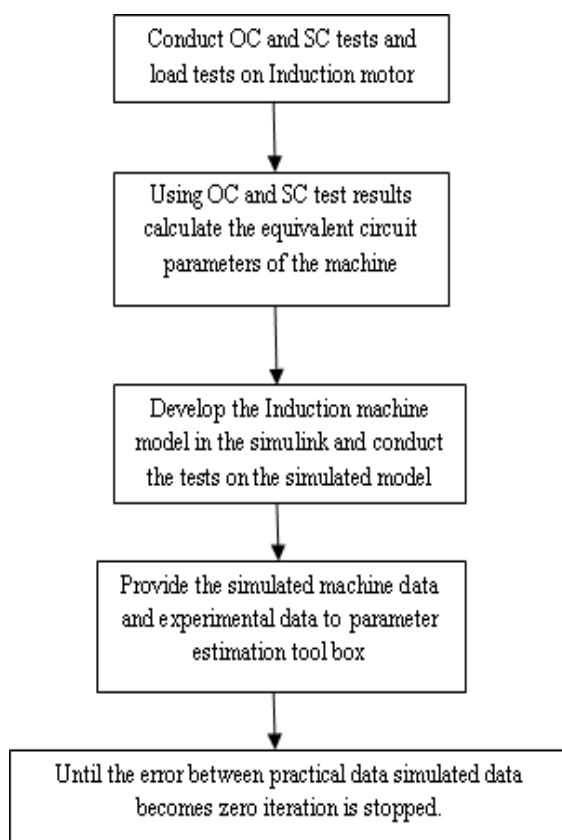 Conduct OC and SC tests and
load tests on Induction motor
Using OC and SC test results
calculate the equivalent circuit
parameters of the machine
Develop the Induction machine
model in the simulink and conduct
the tests on the simulated model
Provide the simulated machine data
and experimental data to parameter
estimation tool box
Until the error between practical data simulated data
becomes zero iteration is stopped.